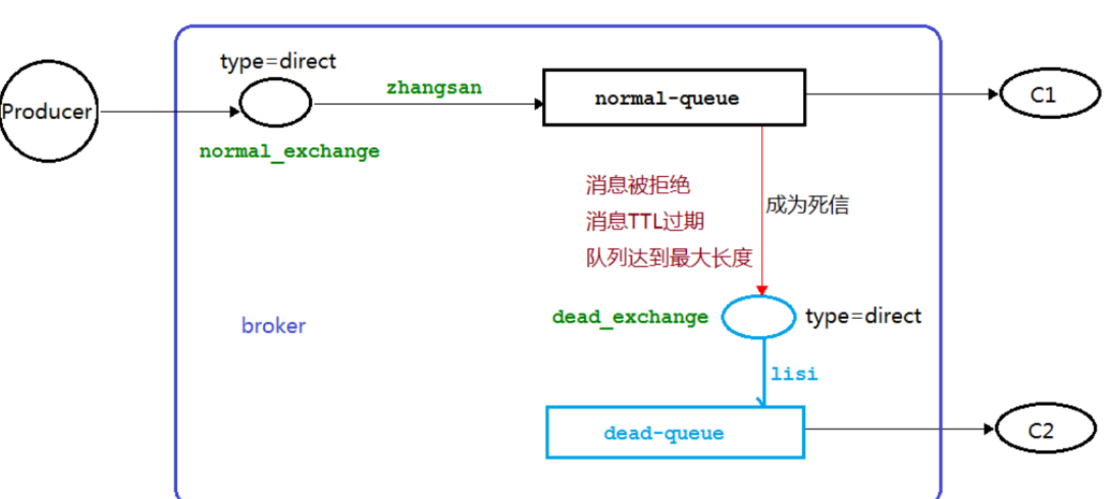 type=direct
zhangsan
Producer
normal-queue
C1
normal_exchange
消息被拒绝
消息TTL过期
成为死信
队列达到最大长度
dead_exchange
type=direct
broker
lisi
dead-queue
C2